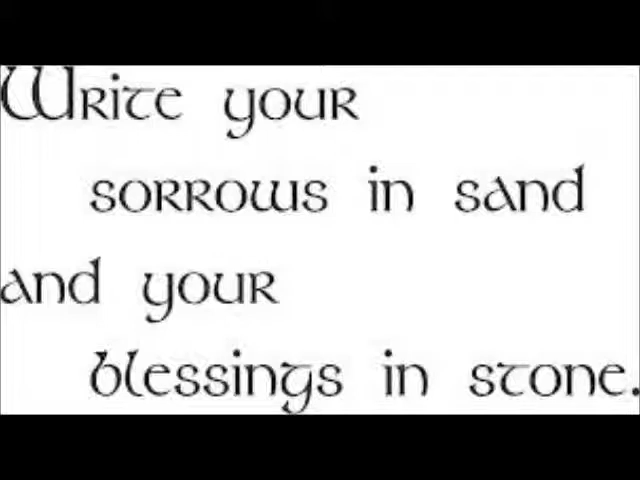 Write your
sorrows in sand
and your
blessings in stone.